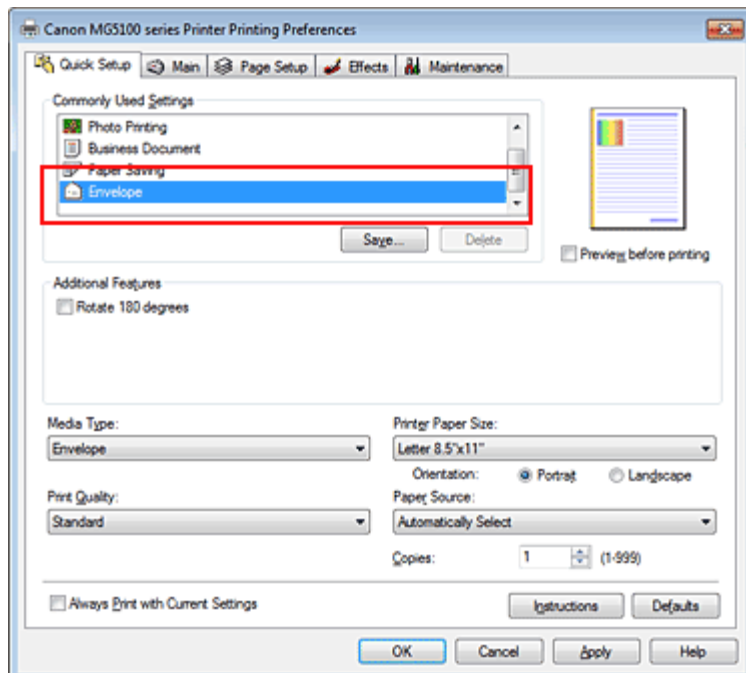 Canon MG5100 series Printer Printing Preferences
Quick Setup Main Page Setup Effects Maintenance
Commonly Used Settings
Photo Printing
Business Document
Paper Saving
Envelope
Save... Delete
Preview before printing
Additional Features
Rotate 180 degrees
Media Type: Printer Paper Size:
Envelope Letter 8.5"x11"
Orientation: Portrait Landscape
Print Quality: Paper Source:
Standard Automatically Select
Copies: 1 (1-999)
Always Print with Current Settings Instructions Defaults
OK Cancel Apply Help